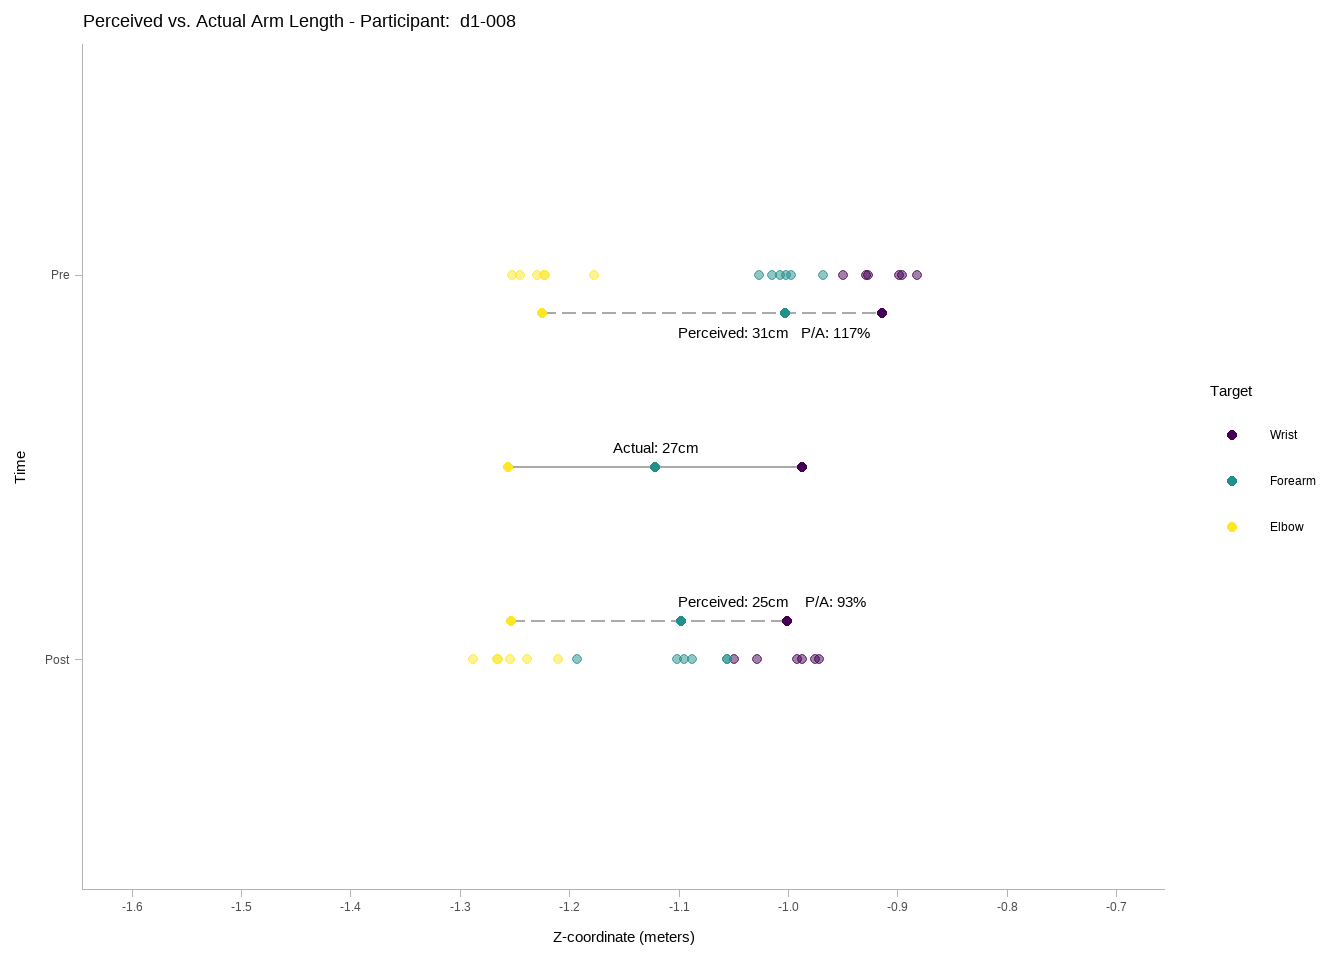 Perceived vs. Actual Arm Length - Participant:  d1-008
Pre
Perceived: 31cm   P/A: 117%
Target
Actual: 27cm
Wrist
Time
Forearm
Elbow
Perceived: 25cm   P/A: 93%
Post
-1.6 -1.5 -1.4 -1.3 -1.2 -1.1 -1.0 -0.9 -0.8 -0.7
Z-coordinate (meters)